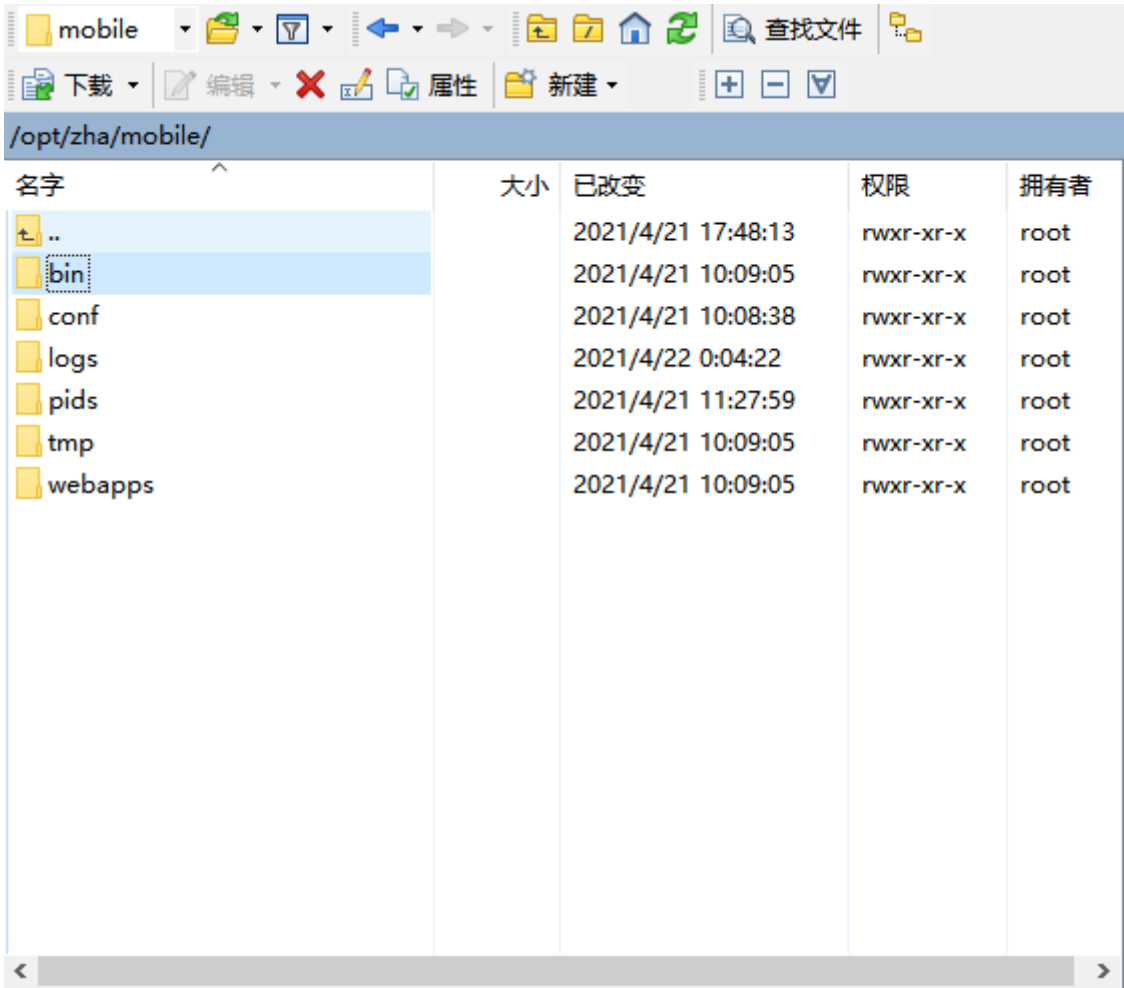 mobile 查找文件
下载 编辑 属性 新建
/opt/zha/mobile/
名字 大小 已改变 权限 拥有者
.. 2021/4/21 17:48:13 rwxr-xr-x root
bin 2021/4/21 10:09:05 rwxr-xr-x root
conf 2021/4/21 10:08:38 rwxr-xr-x root
logs 2021/4/22 0:04:22 rwxr-xr-x root
pids 2021/4/21 11:27:59 rwxr-xr-x root
tmp 2021/4/21 10:09:05 rwxr-xr-x root
webapps 2021/4/21 10:09:05 rwxr-xr-x root